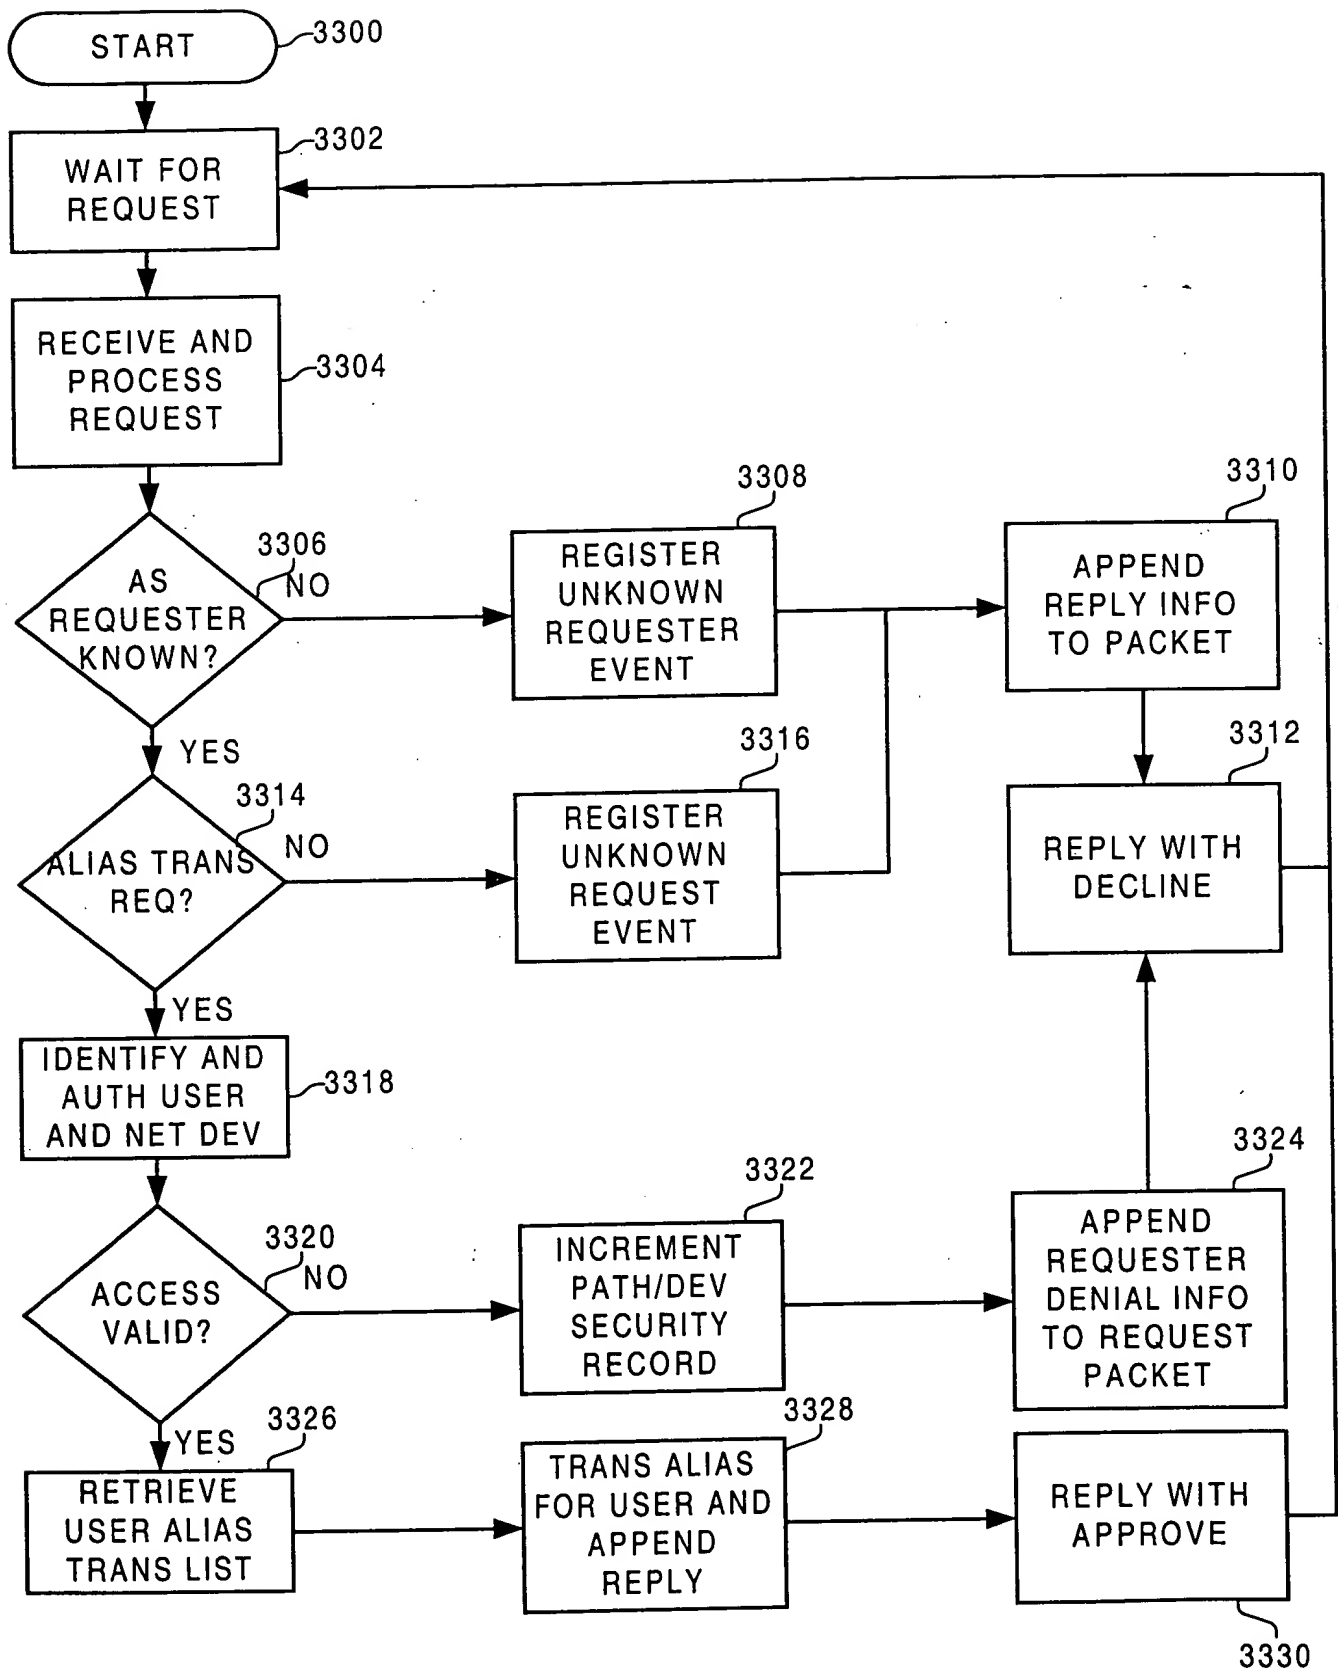 START
3300
3302
WAIT FOR
REQUEST
RECEIVE AND
PROCESS
REQUEST
3304
3306
AS
REQUESTER
KNOWN?
NO
YES
3308
REGISTER
UNKNOWN
REQUESTER
EVENT
3310
APPEND
REPLY INFO
TO PACKET
3312
REPLY WITH
DECLINE
3314
ALIAS TRANS
REQ?
NO
YES
3316
REGISTER
UNKNOWN
REQUEST
EVENT
IDENTIFY AND
AUTH USER
AND NET DEV
3318
3320
ACCESS
VALID?
NO
YES
3322
INCREMENT
PATH/DEV
SECURITY
RECORD
3324
APPEND
REQUESTER
DENIAL INFO
TO REQUEST
PACKET
3326
RETRIEVE
USER ALIAS
TRANS LIST
3328
TRANS ALIAS
FOR USER AND
APPEND
REPLY
REPLY WITH
APPROVE
3330